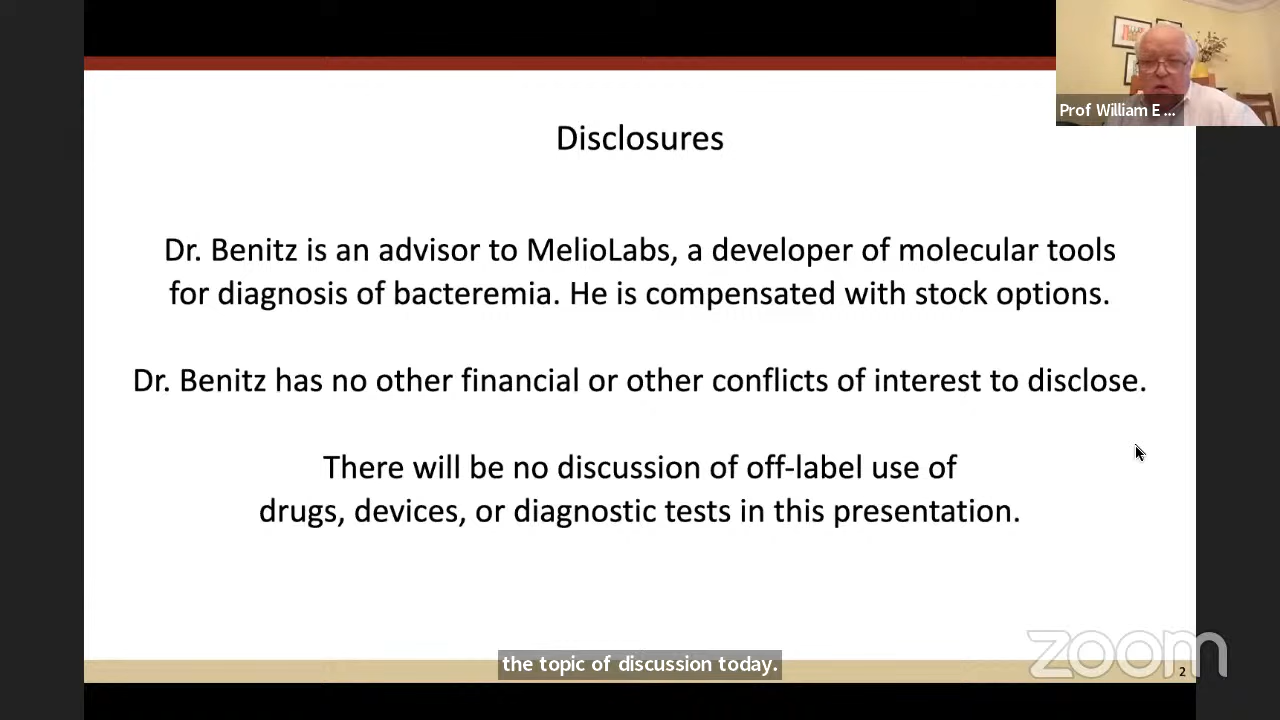 Prof William E ...
Disclosures
Dr. Benitz is an advisor to MelioLabs, a developer of molecular tools
for diagnosis of bacteremia. He is compensated with stock options.
Dr. Benitz has no other financial or other conflicts of interest to disclose.
There will be no discussion of off-label use of
drugs, devices, or diagnostic tests in this presentation.
the topic of discussion today.
zoom
2